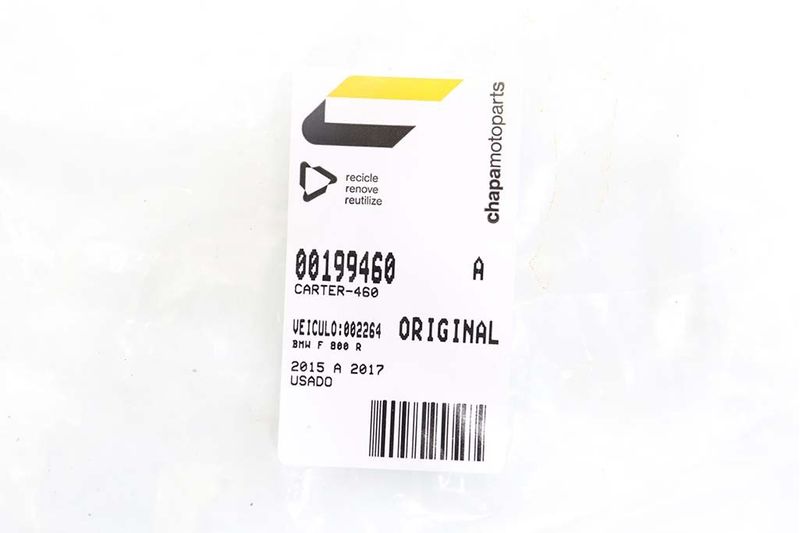 chapamotoparts
recicle
renove
reutilize
00199460 A
CARTER-460
VEICULO:002264 ORIGINAL
BMW F 800 R
2015 A 2017
USADO